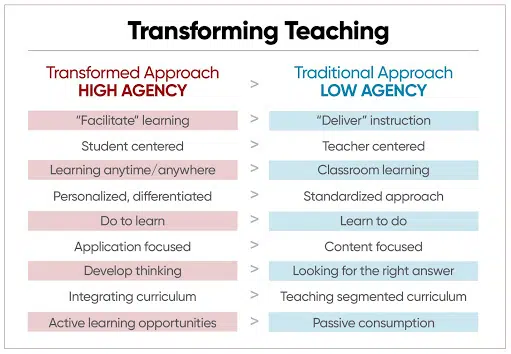 Transforming Teaching
Transformed Approach > Traditional Approach
HIGH AGENCY LOW AGENCY
“Facilitate” learning > “Deliver” instruction
Student centered > Teacher centered
Learning anytime/anywhere > Classroom learning
Personalized, differentiated > Standardized approach
Do to learn > Learn to do
Application focused > Content focused
Develop thinking > Looking for the right answer
Integrating curriculum > Teaching segmented curriculum
Active learning opportunities > Passive consumption